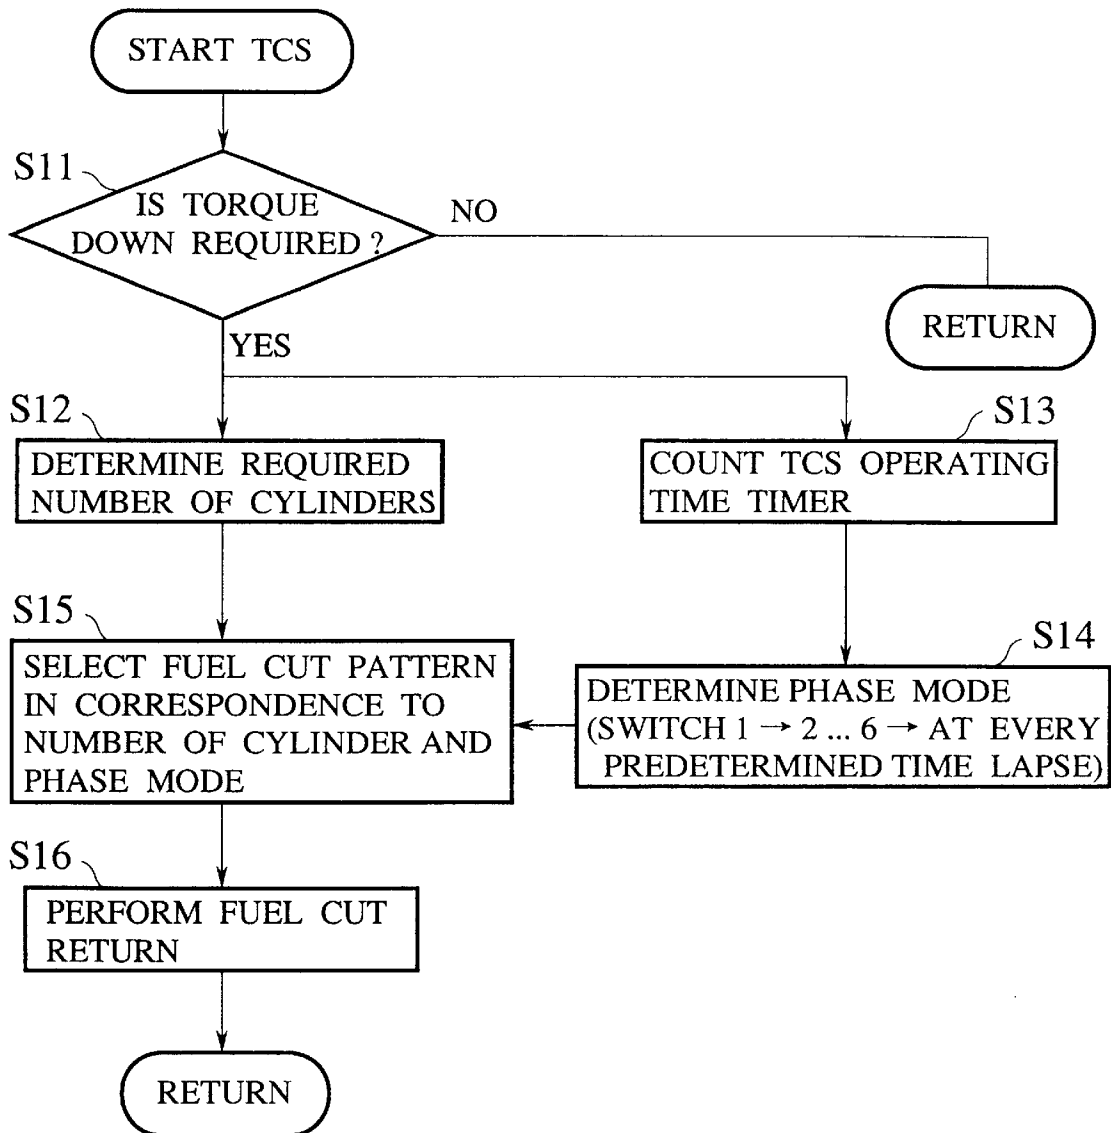 START TCS
S11
IS TORQUE
DOWN REQUIRED ?
NO
RETURN
YES
S12
DETERMINE REQUIRED
NUMBER OF CYLINDERS
S13
COUNT TCS OPERATING
TIME TIMER
S15
SELECT FUEL CUT PATTERN
IN CORRESPONDENCE TO
NUMBER OF CYLINDER AND
PHASE MODE
S14
DETERMINE PHASE MODE
(SWITCH 1 → 2 ... 6 → AT EVERY
PREDETERMINED TIME LAPSE)
S16
PERFORM FUEL CUT
RETURN
RETURN